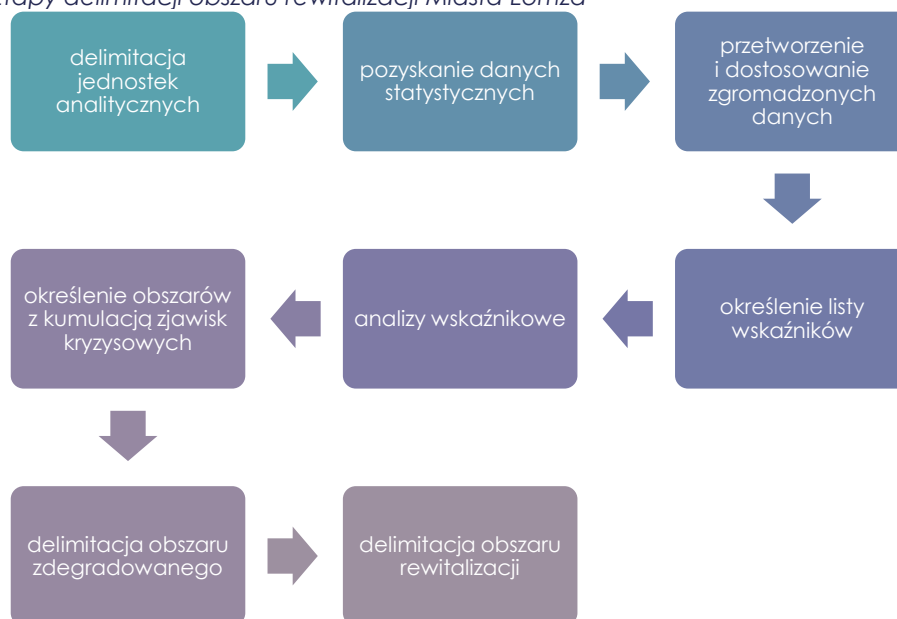 etapy delimitacji obszaru rewitalizacji Miasta Łomża
delimitacja
jednostek
analitycznych
pozyskanie danych
statystycznych
przetworzenie
i dostosowanie
zgromadzonych
danych
określenie listy
wskaźników
analizy wskaźnikowe
określenie obszarów
z kumulacją zjawisk
kryzysowych
delimitacja obszaru
zdegradowanego
delimitacja obszaru
rewitalizacji